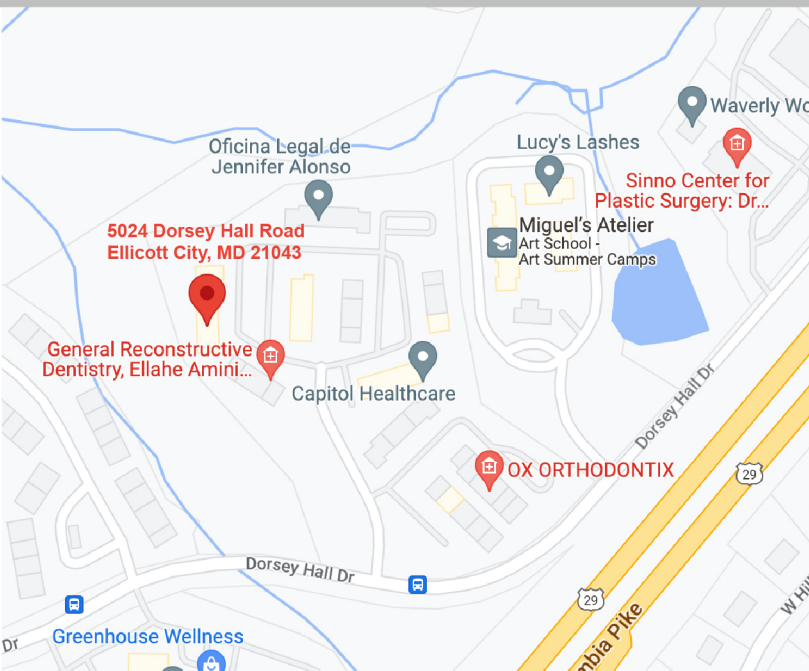 Oficina Legal de
Jennifer Alonso
Lucy's Lashes
Waverly Wo
Sinno Center for
Plastic Surgery: Dr...
5024 Dorsey Hall Road
Ellicott City, MD 21043
Miguel's Atelier
Art School -
Art Summer Camps
General Reconstructive
Dentistry, Ellahe Amini...
Capitol Healthcare
Dorsey Hall Dr
OX ORTHODONTIX
29
Dorsey Hall Dr
29
Greenhouse Wellness
Dr
mbia Pike
W Hil